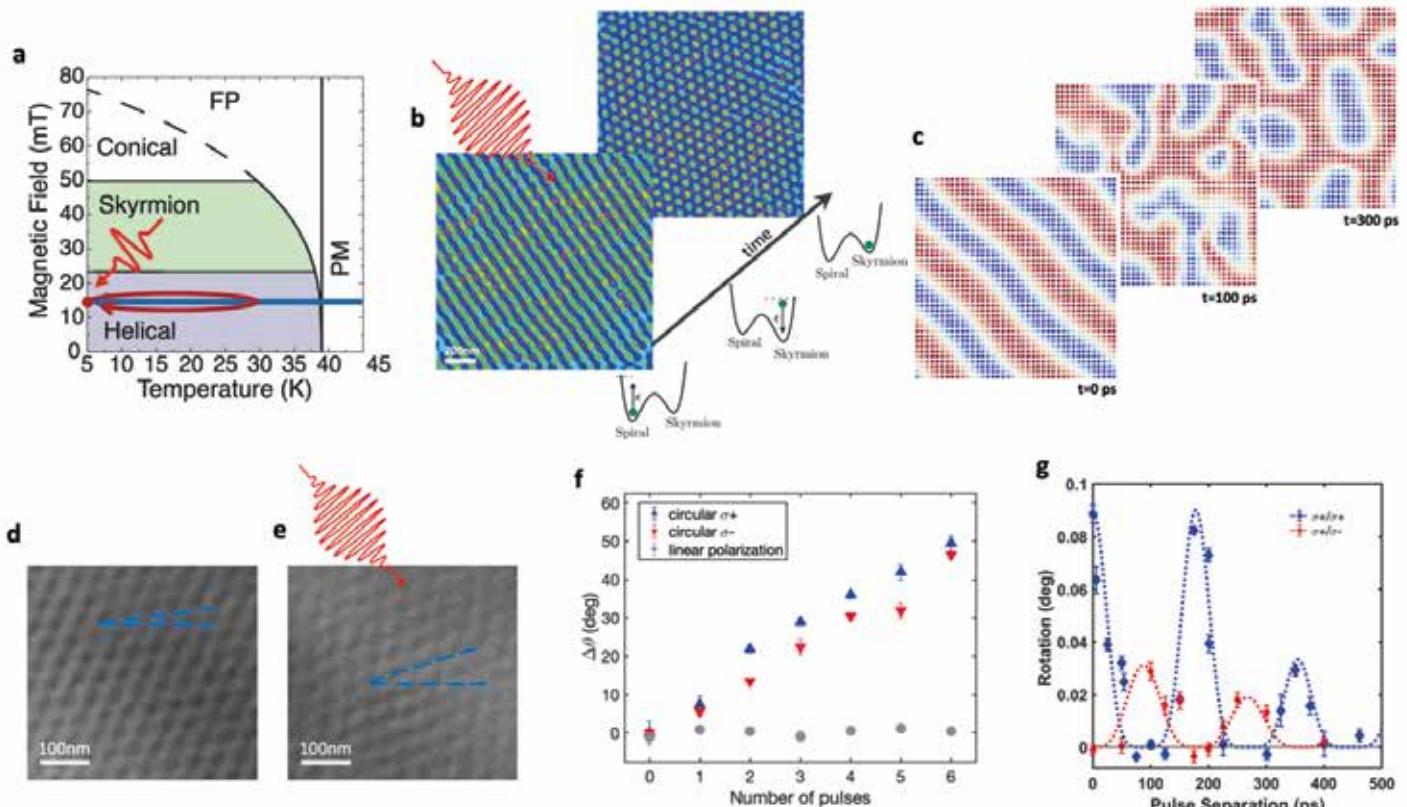 a
80
70
60
50
40
30
20
10
0
Magnetic Field (mT)
FP
Conical
Skyrmion
Helical
PM
5 10 15 20 25 30 35 40 45
Temperature (K)
b
200nm
time
Spiral
Skyrmion
Spiral
Skyrmion
Spiral
Skyrmion
c
t=0 ps
t=100 ps
t=300 ps
d
100nm
e
100nm
f
60
50
40
30
20
10
0
Δθ (deg)
circular σ+
circular σ-
linear polarization
0 1 2 3 4 5 6
Number of pulses
g
0.1
0.08
0.06
0.04
0.02
0
Rotation (deg)
σ+/σ+
σ+/σ-
0 100 200 300 400 500
Pulse Separation (ps)